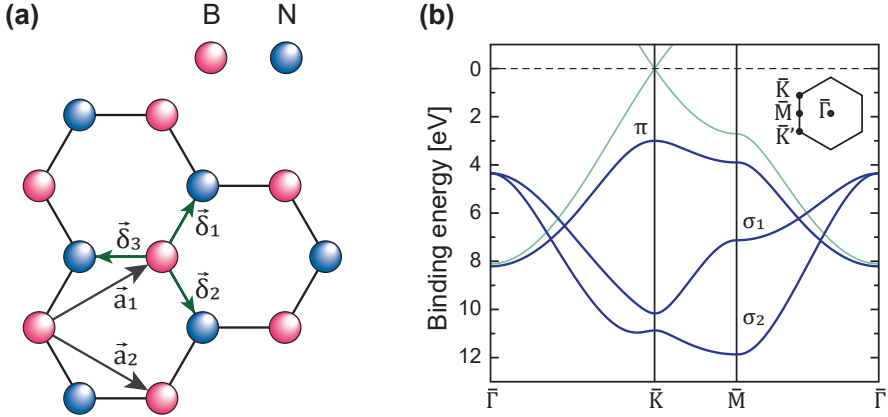 (a)
B
N
δ⃗₁
δ⃗₃
δ⃗₂
a⃗₁
a⃗₂
(b)
Binding energy [eV]
0
2
4
6
8
10
12
π
σ₁
σ₂
K̄
M̄
K̄'
Γ̄
Γ̄
K̄
M̄
Γ̄